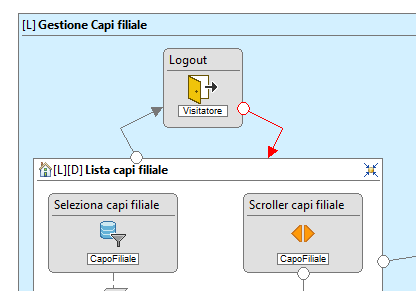 [L] Gestione Capi filiale
Logout
Visitatore
[L][D] Lista capi filiale
Seleziona capi filiale
Scroller capi filiale
CapoFiliale
CapoFiliale